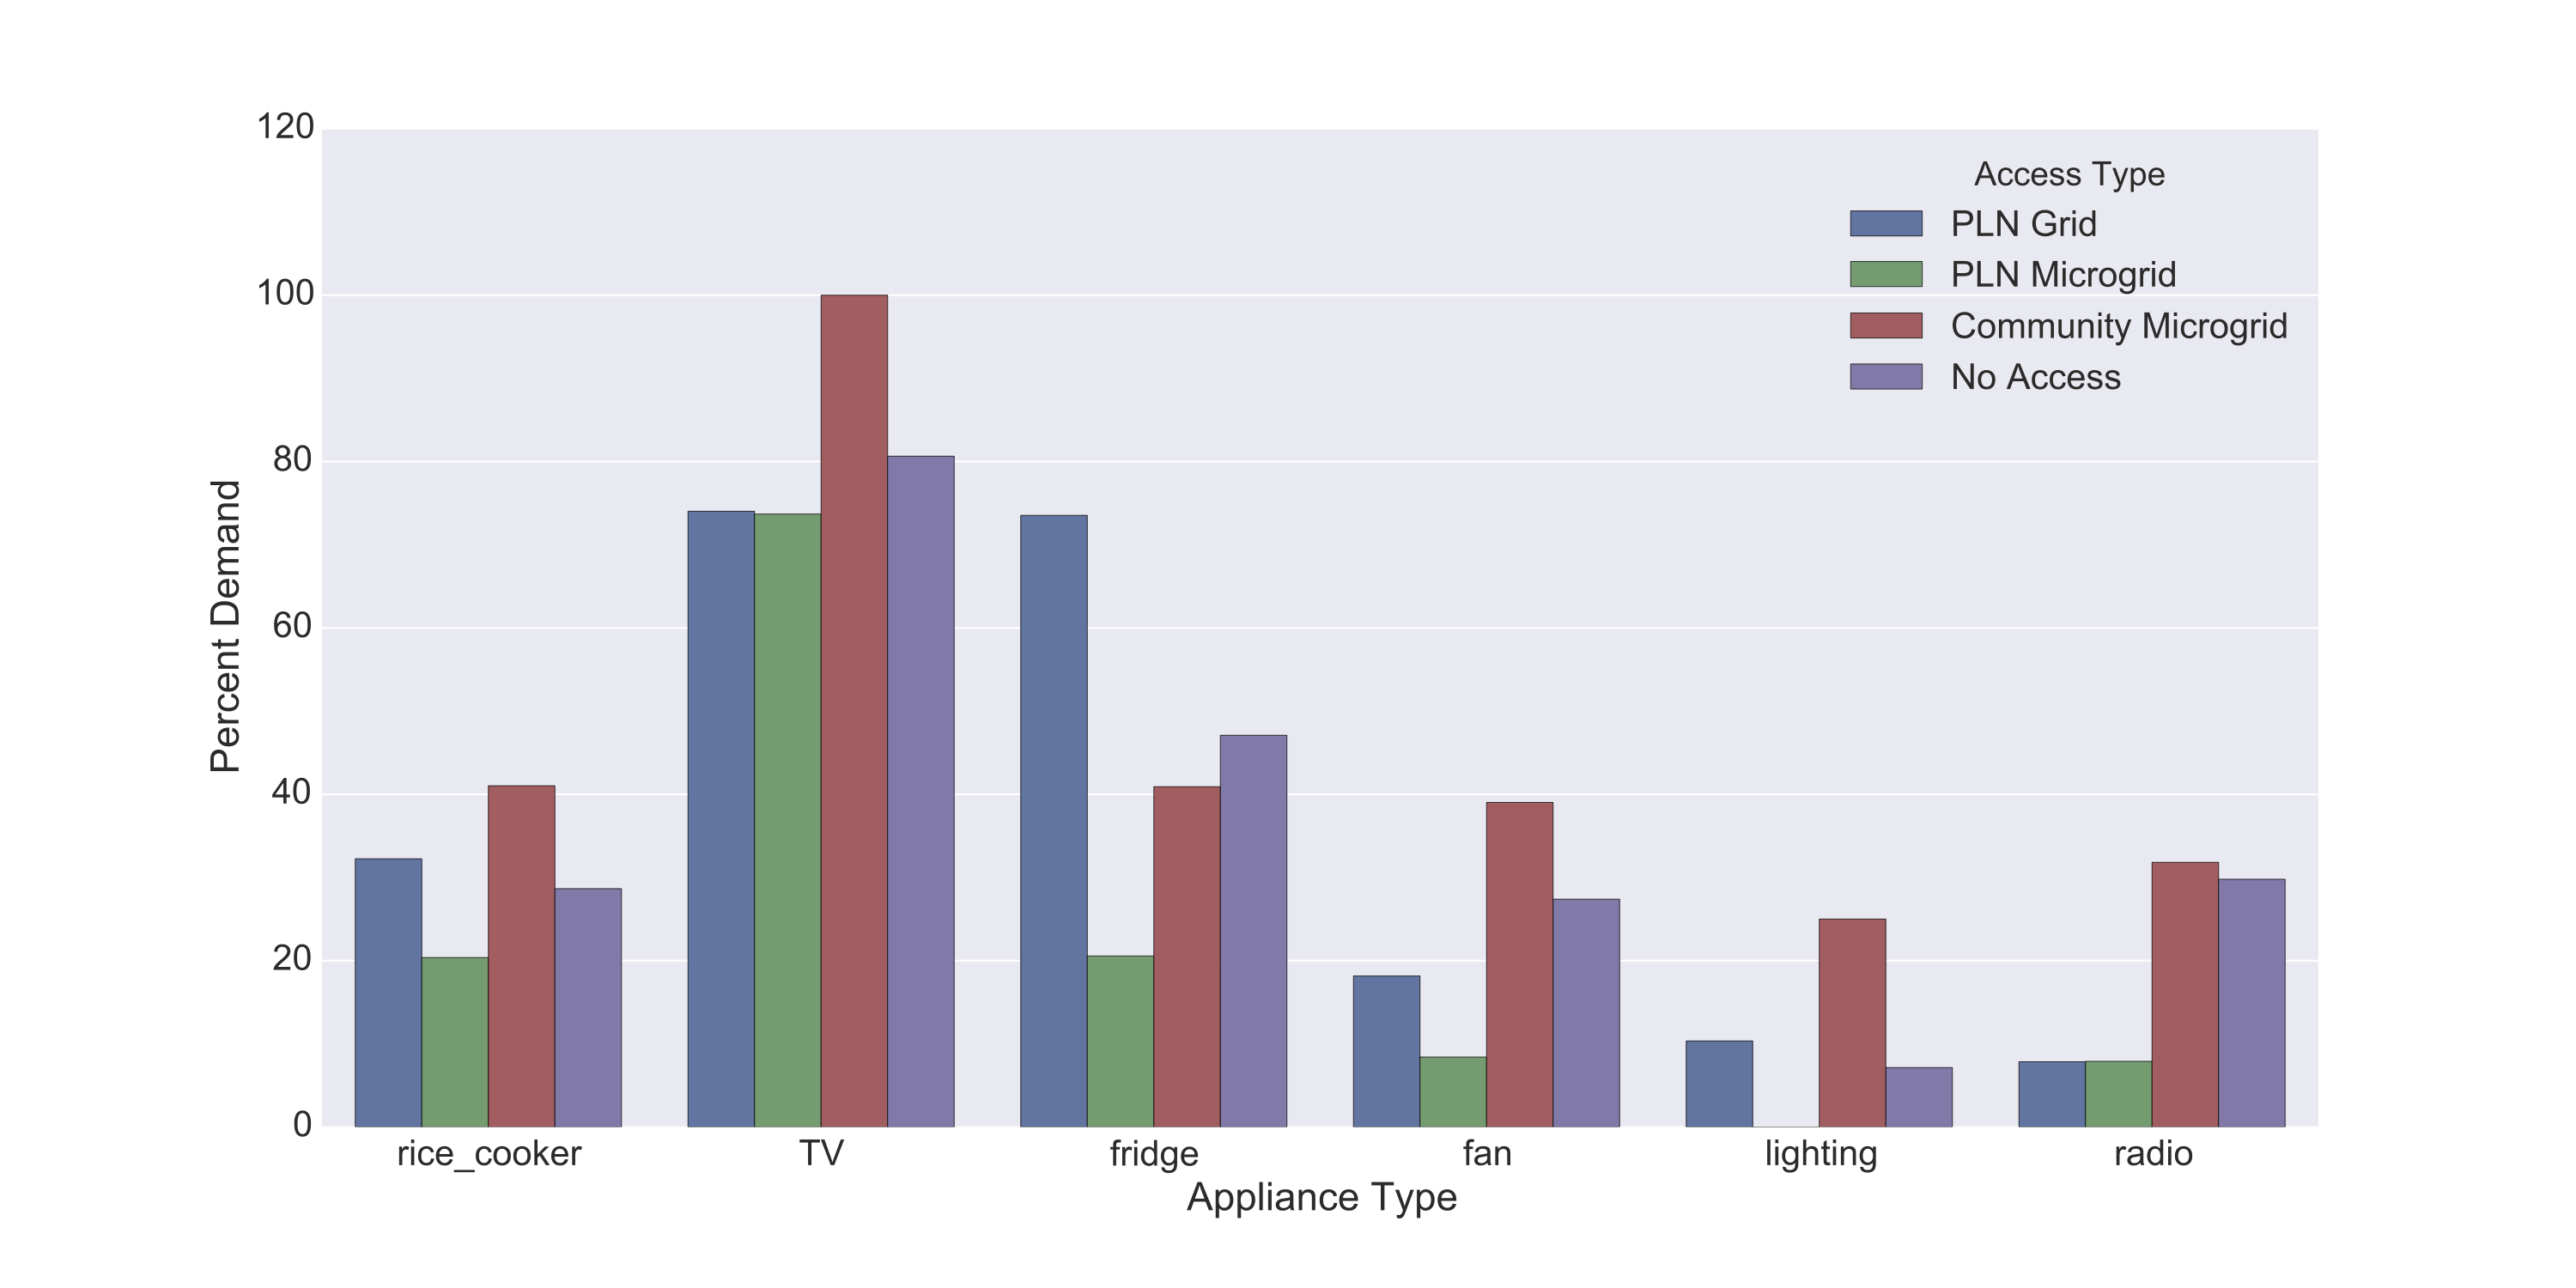 120
100
80
60
40
20
0
Percent Demand
Access Type
PLN Grid
PLN Microgrid
Community Microgrid
No Access
rice_cooker TV fridge fan lighting radio
Appliance Type